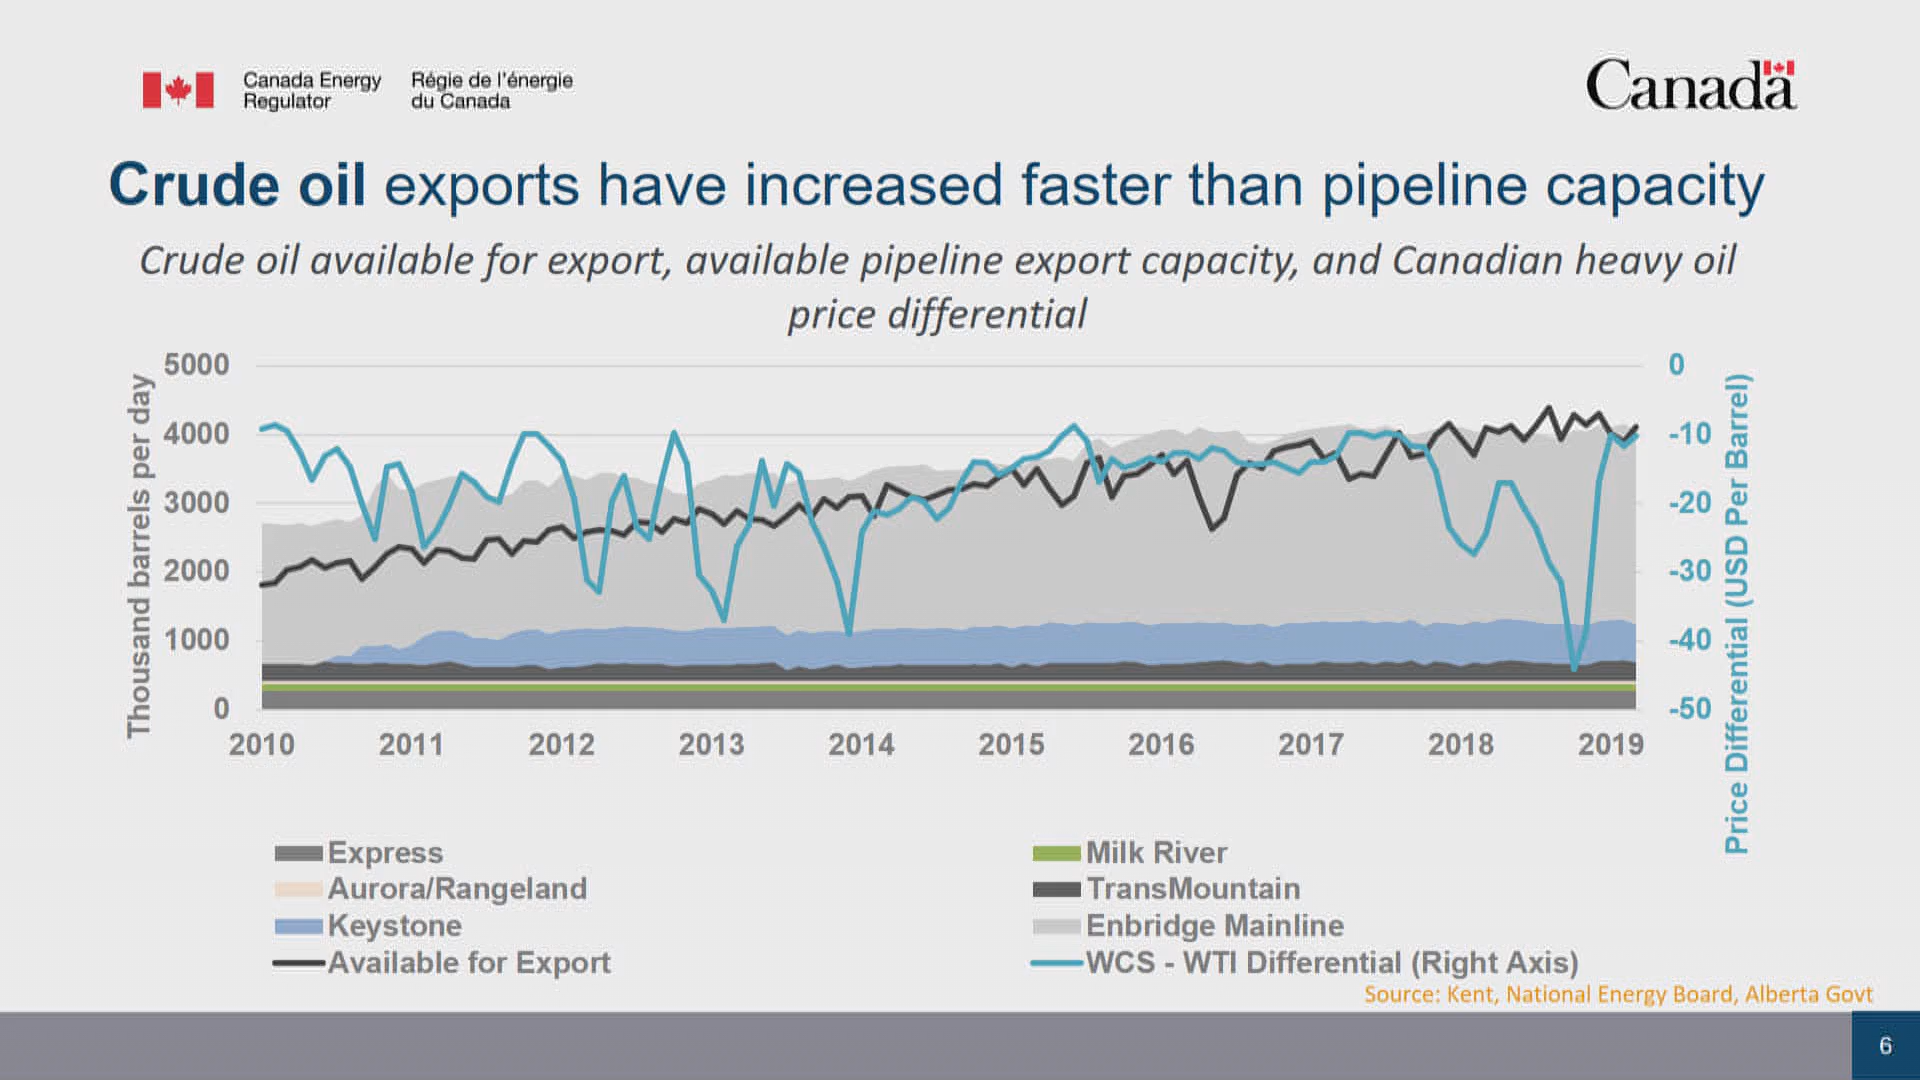 Canada Energy Regulator
Régie de l'énergie du Canada
Canada
Crude oil exports have increased faster than pipeline capacity
Crude oil available for export, available pipeline export capacity, and Canadian heavy oil
price differential
Thousand barrels per day
5000
4000
3000
2000
1000
0
0
-10
-20
-30
-40
-50
Price Differential (USD Per Barrel)
2010 2011 2012 2013 2014 2015 2016 2017 2018 2019
Express
Milk River
Aurora/Rangeland
TransMountain
Keystone
Enbridge Mainline
Available for Export
WCS - WTI Differential (Right Axis)
Source: Kent, National Energy Board, Alberta Govt
6